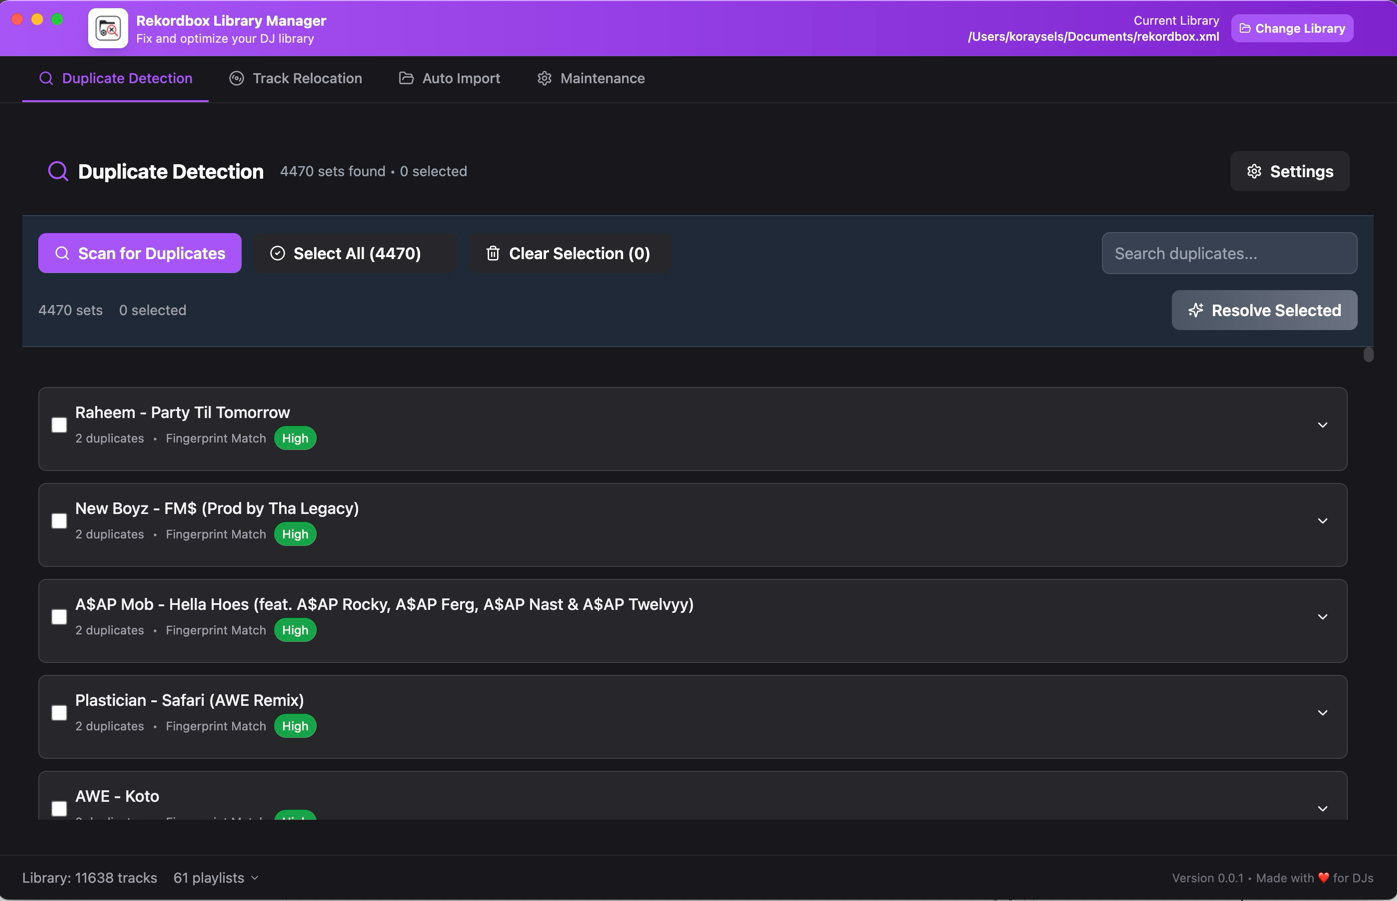 Rekordbox Library Manager
Fix and optimize your DJ library
Current Library
/Users/koraysels/Documents/rekordbox.xml
Change Library
Duplicate Detection
Track Relocation
Auto Import
Maintenance
Duplicate Detection
4470 sets found • 0 selected
Settings
Scan for Duplicates
Select All (4470)
Clear Selection (0)
Search duplicates...
4470 sets
0 selected
Resolve Selected
Raheem - Party Til Tomorrow
2 duplicates • Fingerprint Match High
New Boyz - FM$ (Prod by Tha Legacy)
2 duplicates • Fingerprint Match High
A$AP Mob - Hella Hoes (feat. A$AP Rocky, A$AP Ferg, A$AP Nast & A$AP Twelvyy)
2 duplicates • Fingerprint Match High
Plastician - Safari (AWE Remix)
2 duplicates • Fingerprint Match High
AWE - Koto
Library: 11638 tracks
61 playlists
Version 0.0.1 • Made with ❤️ for DJs